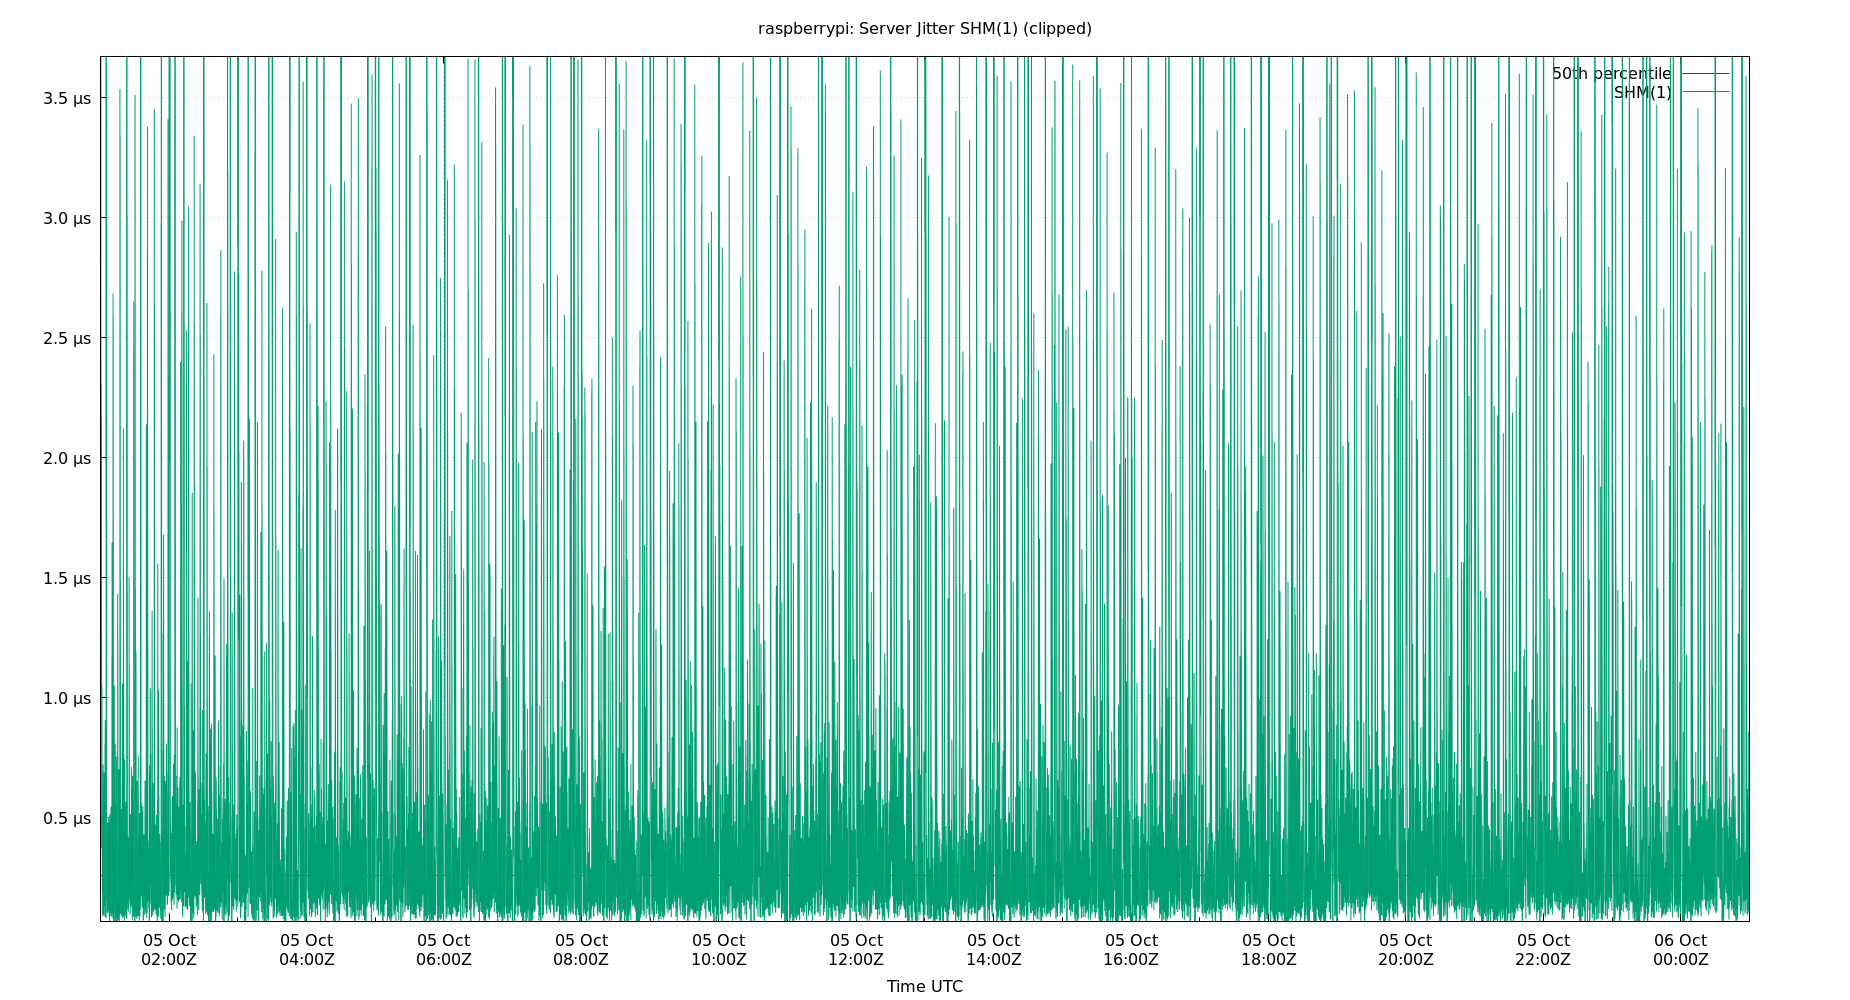 raspberrypi: Server Jitter SHM(1) (clipped)
50th percentile
SHM(1)
3.5 µs
3.0 µs
2.5 µs
2.0 µs
1.5 µs
1.0 µs
0.5 µs
05 Oct 05 Oct 05 Oct 05 Oct 05 Oct 05 Oct 05 Oct 05 Oct 05 Oct 05 Oct 05 Oct 06 Oct
02:00Z 04:00Z 06:00Z 08:00Z 10:00Z 12:00Z 14:00Z 16:00Z 18:00Z 20:00Z 22:00Z 00:00Z
Time UTC